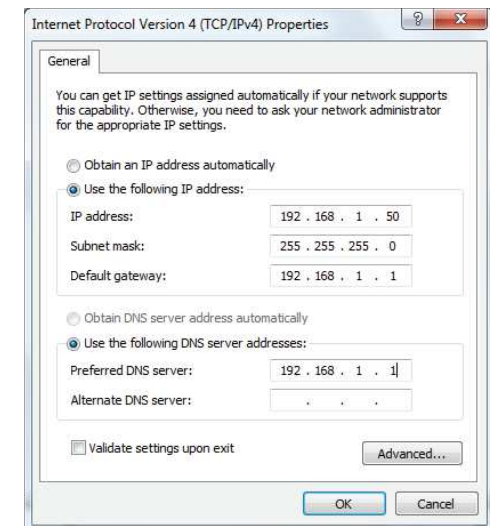 Internet Protocol Version 4 (TCP/IPv4) Properties
General
You can get IP settings assigned automatically if your network supports
this capability. Otherwise, you need to ask your network administrator
for the appropriate IP settings.
Obtain an IP address automatically
Use the following IP address:
IP address: 192 . 168 . 1 . 50
Subnet mask: 255 . 255 . 255 . 0
Default gateway: 192 . 168 . 1 . 1
Obtain DNS server address automatically
Use the following DNS server addresses:
Preferred DNS server: 192 . 168 . 1 . 1
Alternate DNS server: . . .
Validate settings upon exit
Advanced...
OK Cancel